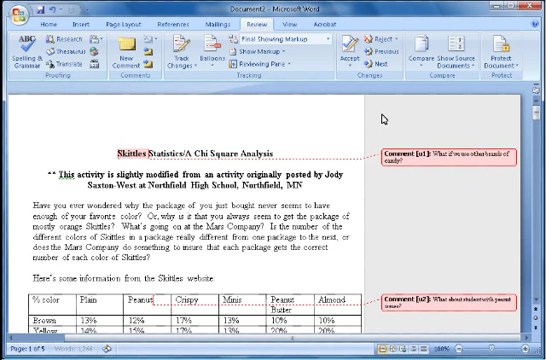 Document2 - Microsoft Word
Home Insert Page Layout References Mailings Review View Acrobat
ABC Research Final Showing Markup Reject
Thesaurus Show Markup Previous
Spelling & Grammar Translate New Comment Track Changes Balloons Reviewing Pane Accept Next Compare Show Source Documents Protect Document
Proofing Comments Tracking Changes Compare Protect
Skittles Statistics/A Chi Square Analysis
Comment [u1]: What if we use other brands of candy?
** This activity is slightly modified from an activity originally posted by Jody
Saxton-West at Northfield High School, Northfield, MN
Have you ever wondered why the package of you just bought never seems to have
enough of your favorite color? Or, why is it that you always seem to get the package of
mostly orange Skittles? What's going on at the Mars Company? Is the number of
the different colors of Skittles in a package really different from one package to the next, or
does the Mars Company do something to insure that each package gets the correct
number of each color of Skittles?
Here's some information from the Skittles website:
% color Plain Peanut Crispy Minis Peanut Butter Almond
Comment [u2]: What about student with peanut
Brown 13% 12% 17% 13% 10% 10%
Yellow 14% 15% 17% 13% 20% 20%
Page: 1 of 5 Words: 100%